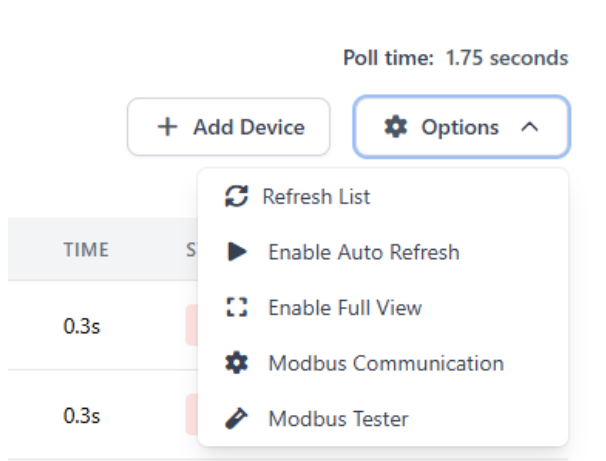 Poll time: 1.75 seconds
Add Device
Options
Refresh List
TIME
Enable Auto Refresh
Enable Full View
0.3s
Modbus Communication
0.3s
Modbus Tester